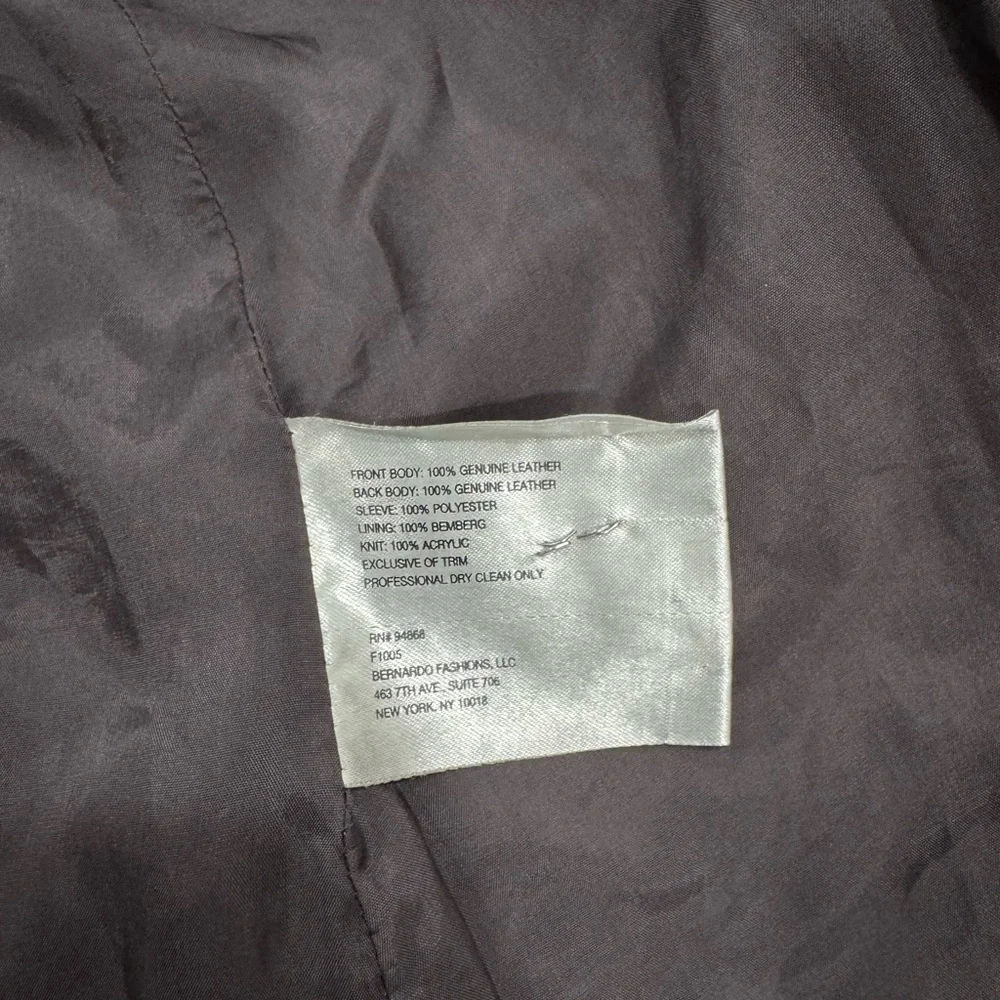 FRONT BODY: 100% GENUINE LEATHER
BACK BODY: 100% GENUINE LEATHER
SLEEVE: 100% POLYESTER
LINING: 100% BEMBERG
KNIT: 100% ACRYLIC
EXCLUSIVE OF TRIM
PROFESSIONAL DRY CLEAN ONLY
RN# 94868
F1005
BERNARDO FASHIONS, LLC
463 7TH AVE., SUITE 706
NEW YORK, NY 10018